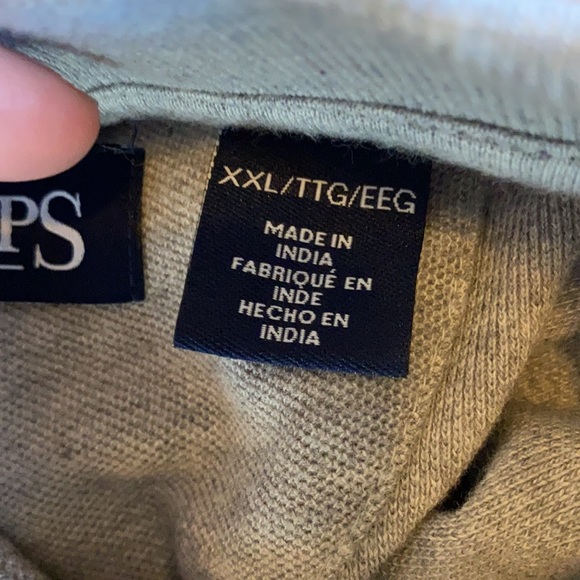 PS
XXL/TTG/EEG
MADE IN
INDIA
FABRIQUÉ EN
INDE
HECHO EN
INDIA